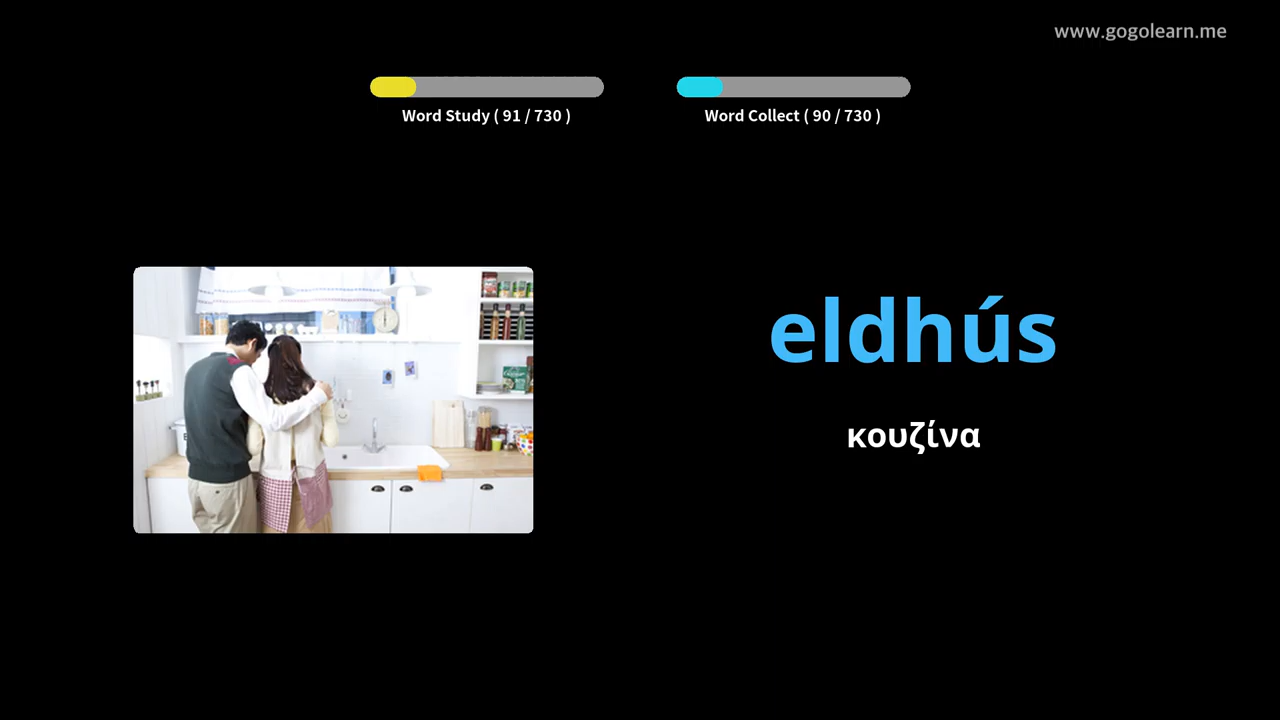 www.gogolearn.me
Word Study ( 91 / 730 )
Word Collect ( 90 / 730 )
eldhús
κουζίνα